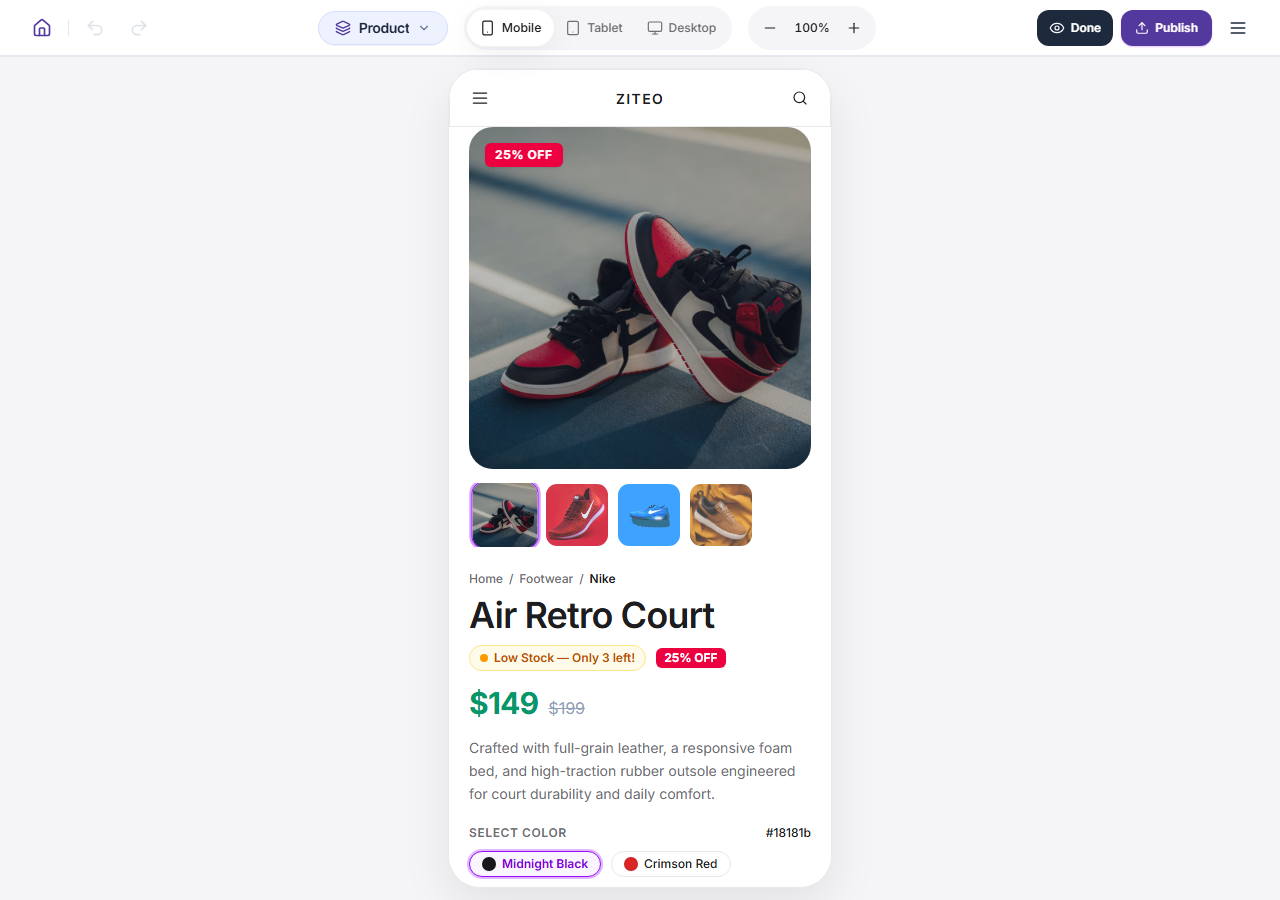 Product
Mobile
Tablet
Desktop
100%
Done
Publish
ZITEO
25% OFF
Home / Footwear / Nike
Air Retro Court
Low Stock — Only 3 left!
25% OFF
$149 $199
Crafted with full-grain leather, a responsive foam
bed, and high-traction rubber outsole engineered
for court durability and daily comfort.
SELECT COLOR
#18181b
Midnight Black
Crimson Red